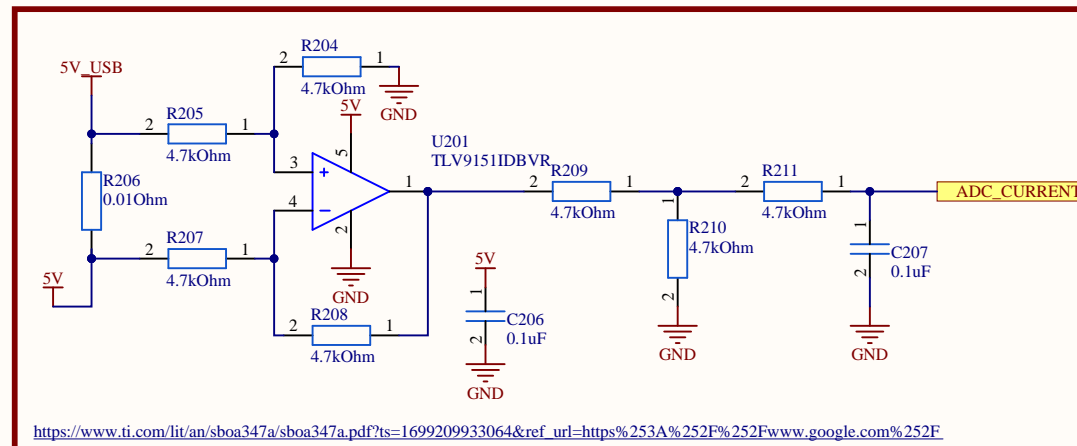 R204
2
1
4.7kOhm
GND
5V_USB
5V
R205
2
1
4.7kOhm
U201
TLV9151IDBVR
3
+
5
1
4
−
2
GND
R206
0.01Ohm
R207
2
1
4.7kOhm
5V
R208
2
1
4.7kOhm
5V
1
C206
0.1uF
2
GND
R209
2
1
4.7kOhm
1
R210
4.7kOhm
2
GND
R211
2
1
4.7kOhm
ADC_CURRENT
1
C207
0.1uF
2
GND
https://www.ti.com/lit/an/sboa347a/sboa347a.pdf?ts=1699209933064&ref_url=https%253A%252F%252Fwww.google.com%252F